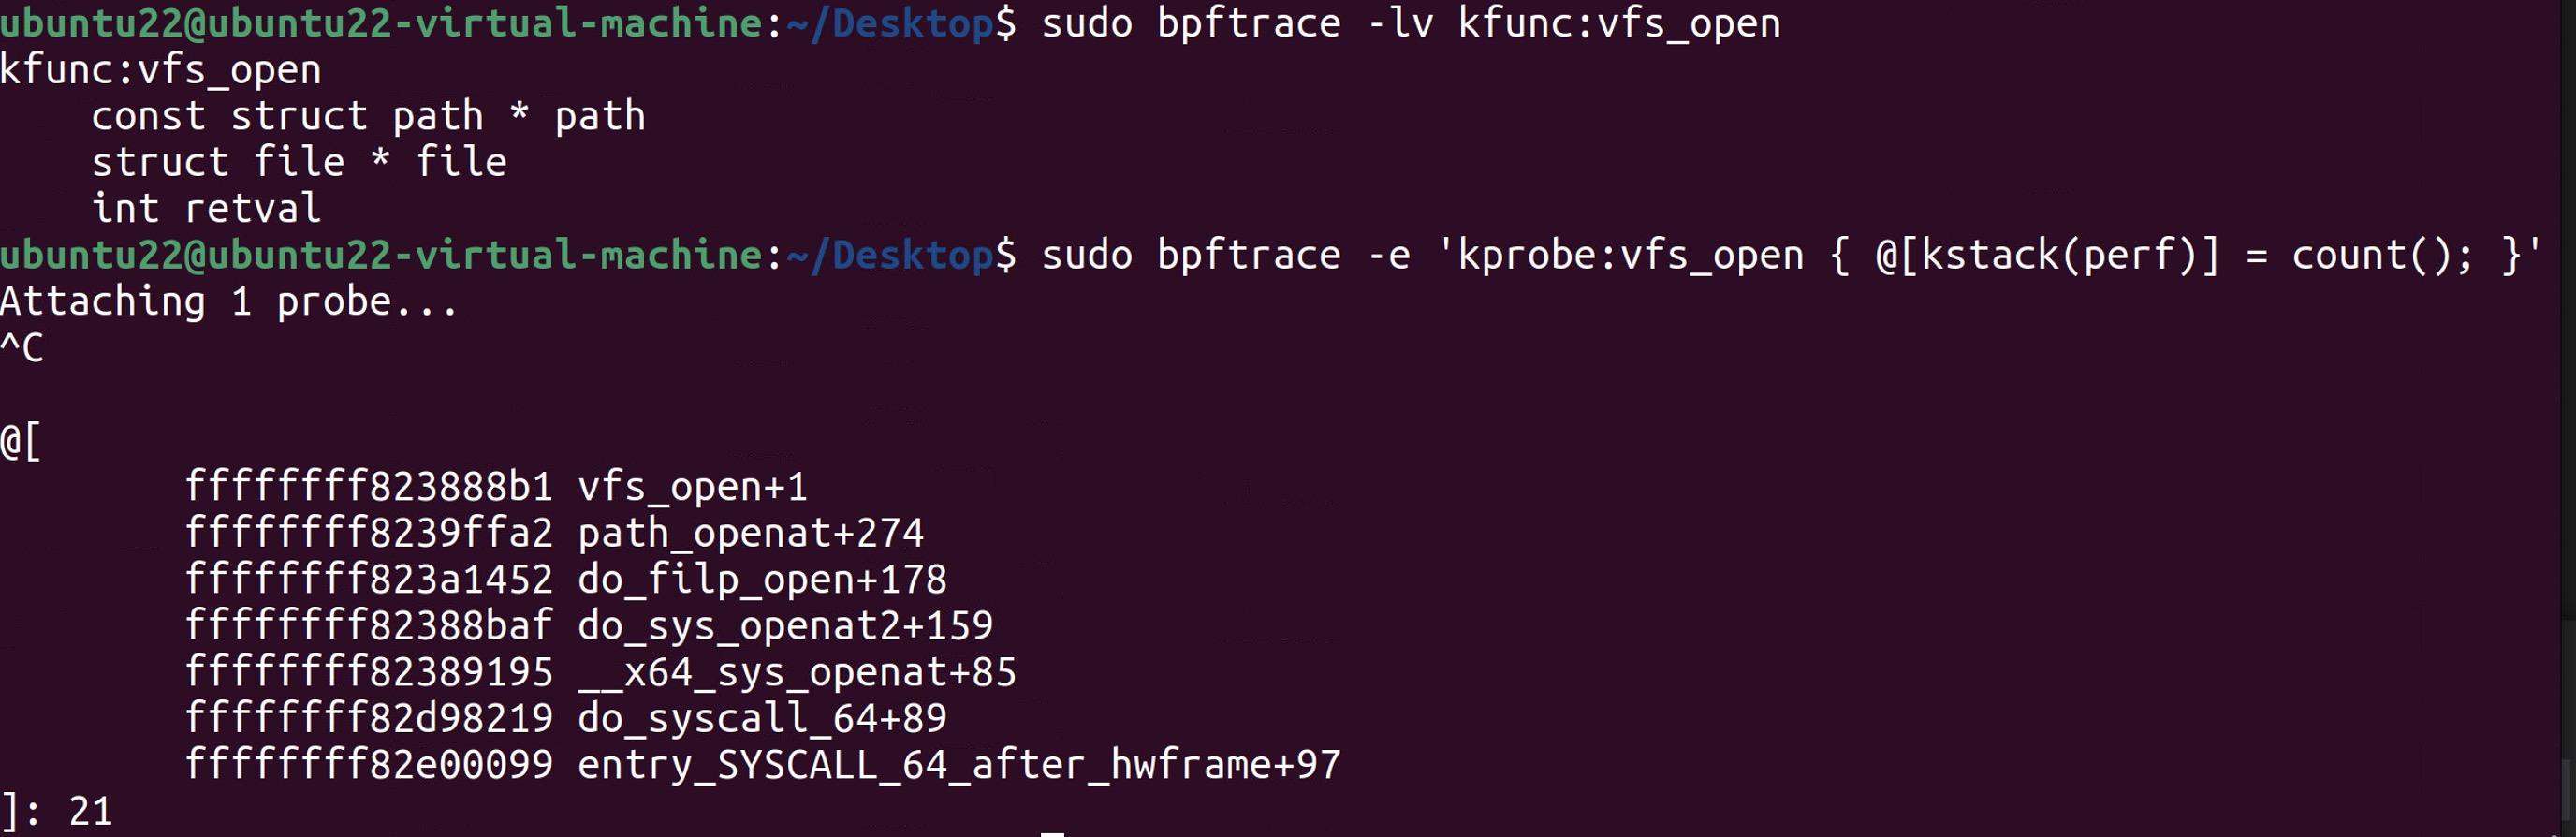 ubuntu22@ubuntu22-virtual-machine:~/Desktop$ sudo bpftrace -lv kfunc:vfs_open
kfunc:vfs_open
    const struct path * path
    struct file * file
    int retval
ubuntu22@ubuntu22-virtual-machine:~/Desktop$ sudo bpftrace -e 'kprobe:vfs_open { @[kstack(perf)] = count(); }'
Attaching 1 probe...
^C
@[
        ffffffff823888b1 vfs_open+1
        ffffffff8239ffa2 path_openat+274
        ffffffff823a1452 do_filp_open+178
        ffffffff82388baf do_sys_openat2+159
        ffffffff82389195 __x64_sys_openat+85
        ffffffff82d98219 do_syscall_64+89
        ffffffff82e00099 entry_SYSCALL_64_after_hwframe+97
]: 21